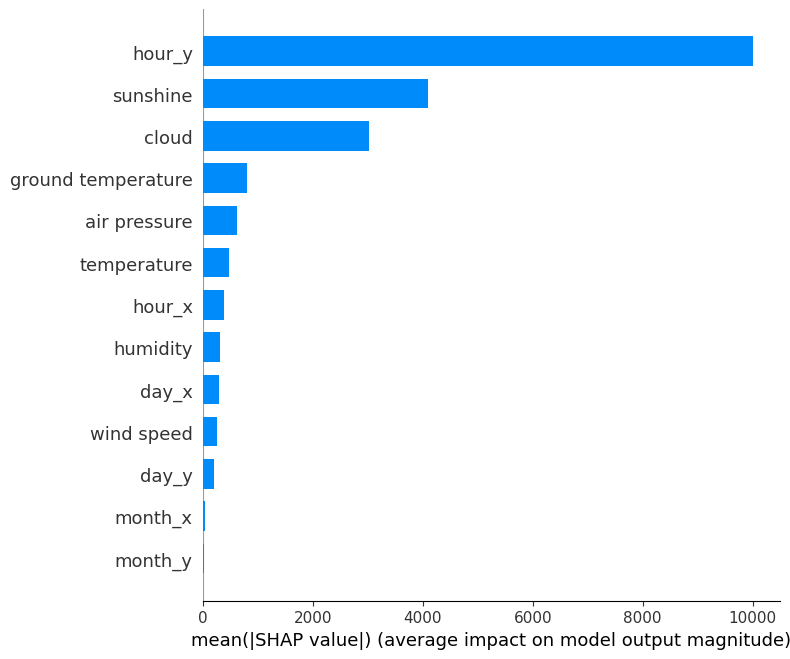 hour_y
sunshine
cloud
ground temperature
air pressure
temperature
hour_x
humidity
day_x
wind speed
day_y
month_x
month_y
0 2000 4000 6000 8000 10000
mean(|SHAP value|) (average impact on model output magnitude)